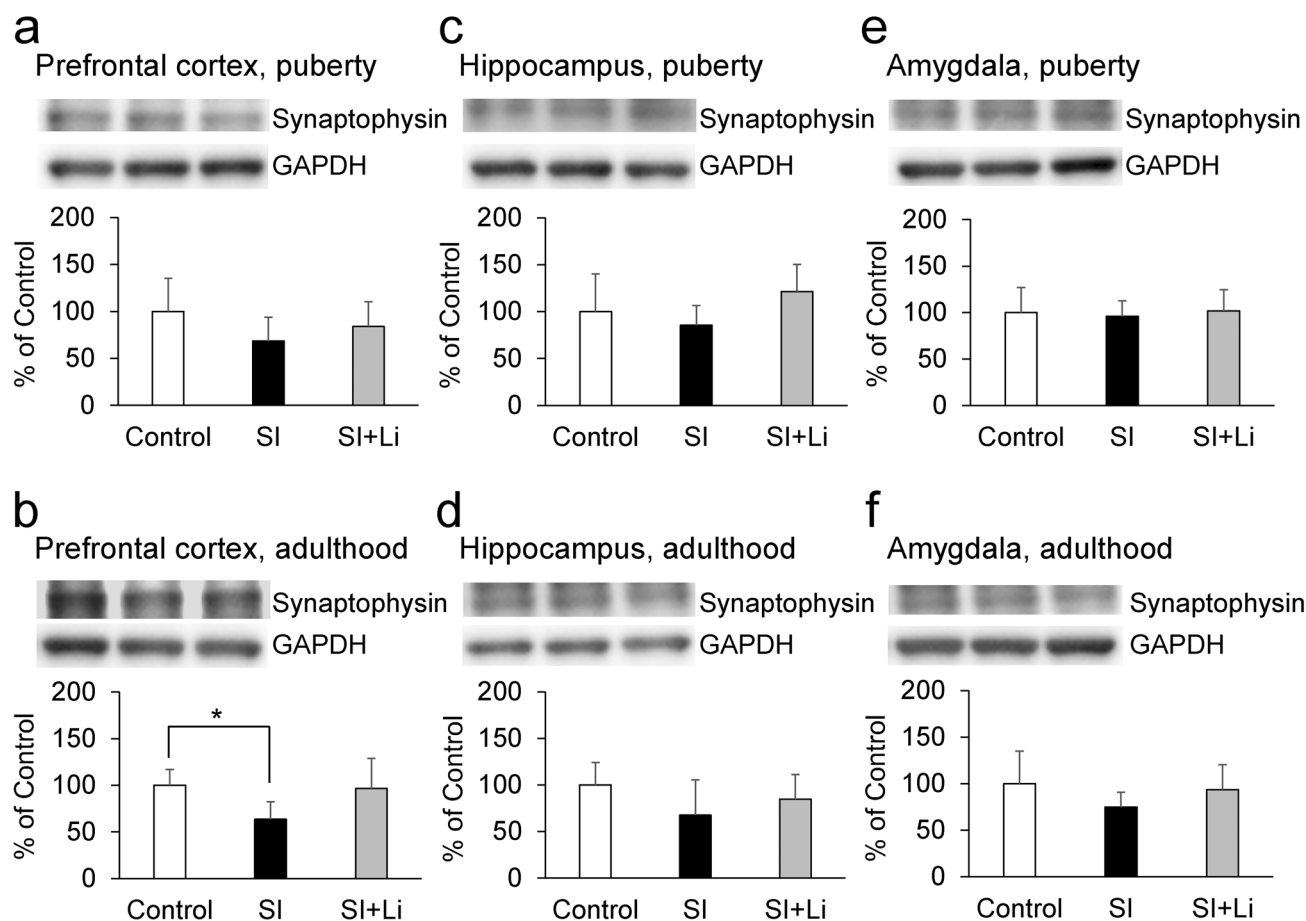 a
Prefrontal cortex, puberty
Synaptophysin
GAPDH
% of Control
200
150
100
50
0
Control SI SI+Li
c
Hippocampus, puberty
Synaptophysin
GAPDH
% of Control
200
150
100
50
0
Control SI SI+Li
e
Amygdala, puberty
Synaptophysin
GAPDH
% of Control
200
150
100
50
0
Control SI SI+Li
b
Prefrontal cortex, adulthood
Synaptophysin
GAPDH
% of Control
200
150
100
50
0
*
Control SI SI+Li
d
Hippocampus, adulthood
Synaptophysin
GAPDH
% of Control
200
150
100
50
0
Control SI SI+Li
f
Amygdala, adulthood
Synaptophysin
GAPDH
% of Control
200
150
100
50
0
Control SI SI+Li